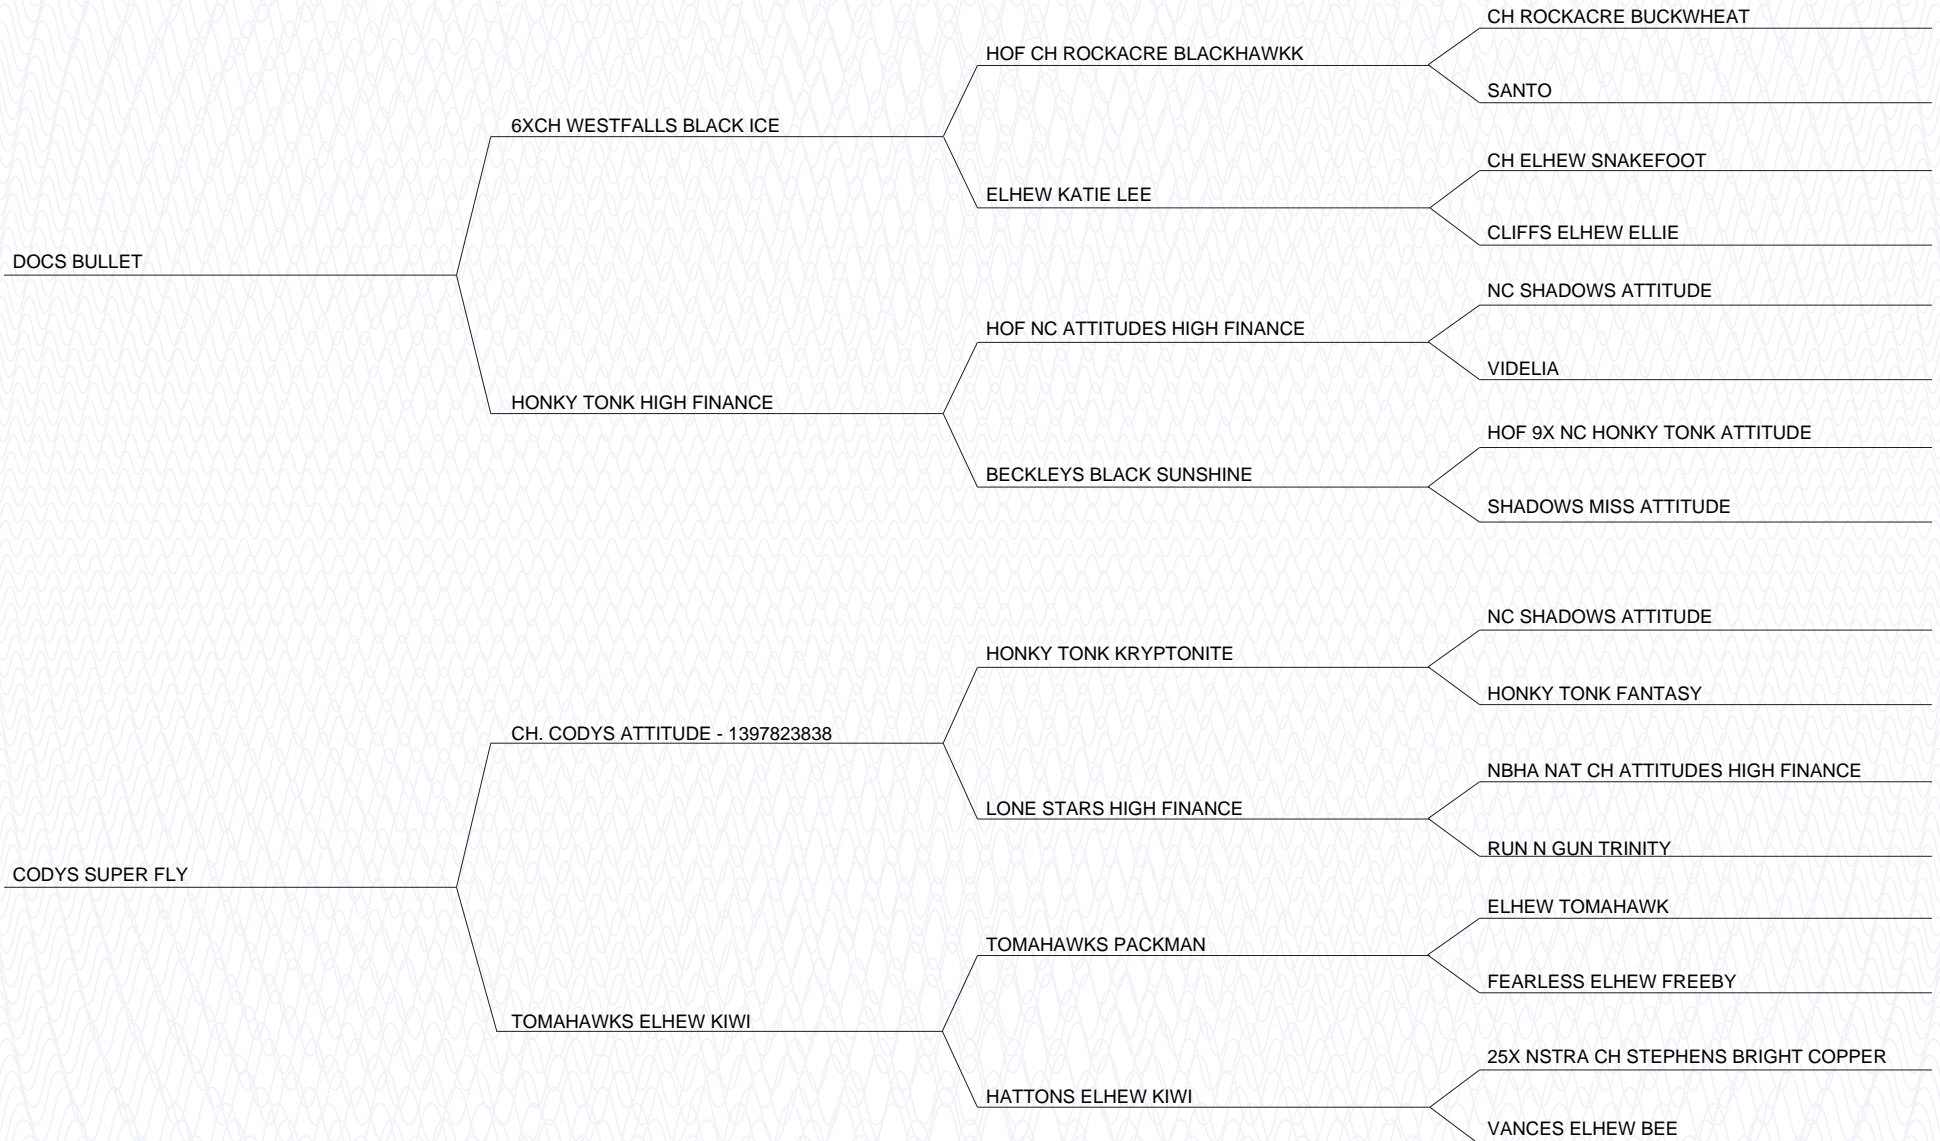 CH ROCKACRE BUCKWHEAT
HOF CH ROCKACRE BLACKHAWKK
SANTO
6XCH WESTFALLS BLACK ICE
CH ELHEW SNAKEFOOT
ELHEW KATIE LEE
CLIFFS ELHEW ELLIE
DOCS BULLET
NC SHADOWS ATTITUDE
HOF NC ATTITUDES HIGH FINANCE
VIDELIA
HONKY TONK HIGH FINANCE
HOF 9X NC HONKY TONK ATTITUDE
BECKLEYS BLACK SUNSHINE
SHADOWS MISS ATTITUDE
NC SHADOWS ATTITUDE
HONKY TONK KRYPTONITE
HONKY TONK FANTASY
CH. CODYS ATTITUDE - 1397823838
NBHA NAT CH ATTITUDES HIGH FINANCE
LONE STARS HIGH FINANCE
RUN N GUN TRINITY
CODYS SUPER FLY
ELHEW TOMAHAWK
TOMAHAWKS PACKMAN
FEARLESS ELHEW FREEBY
TOMAHAWKS ELHEW KIWI
25X NSTRA CH STEPHENS BRIGHT COPPER
HATTONS ELHEW KIWI
VANCES ELHEW BEE